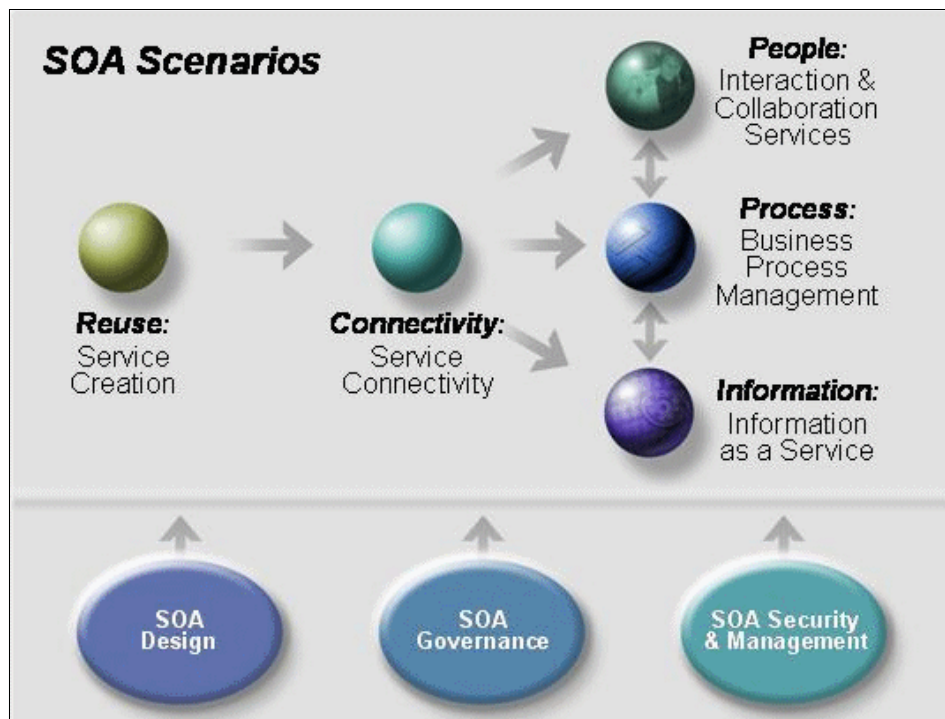 SOA Scenarios
People:
Interaction &
Collaboration
Services
Process:
Business
Process
Management
Reuse:
Service
Creation
Connectivity:
Service
Connectivity
Information:
Information
as a Service
SOA
Design
SOA
Governance
SOA Security
& Management